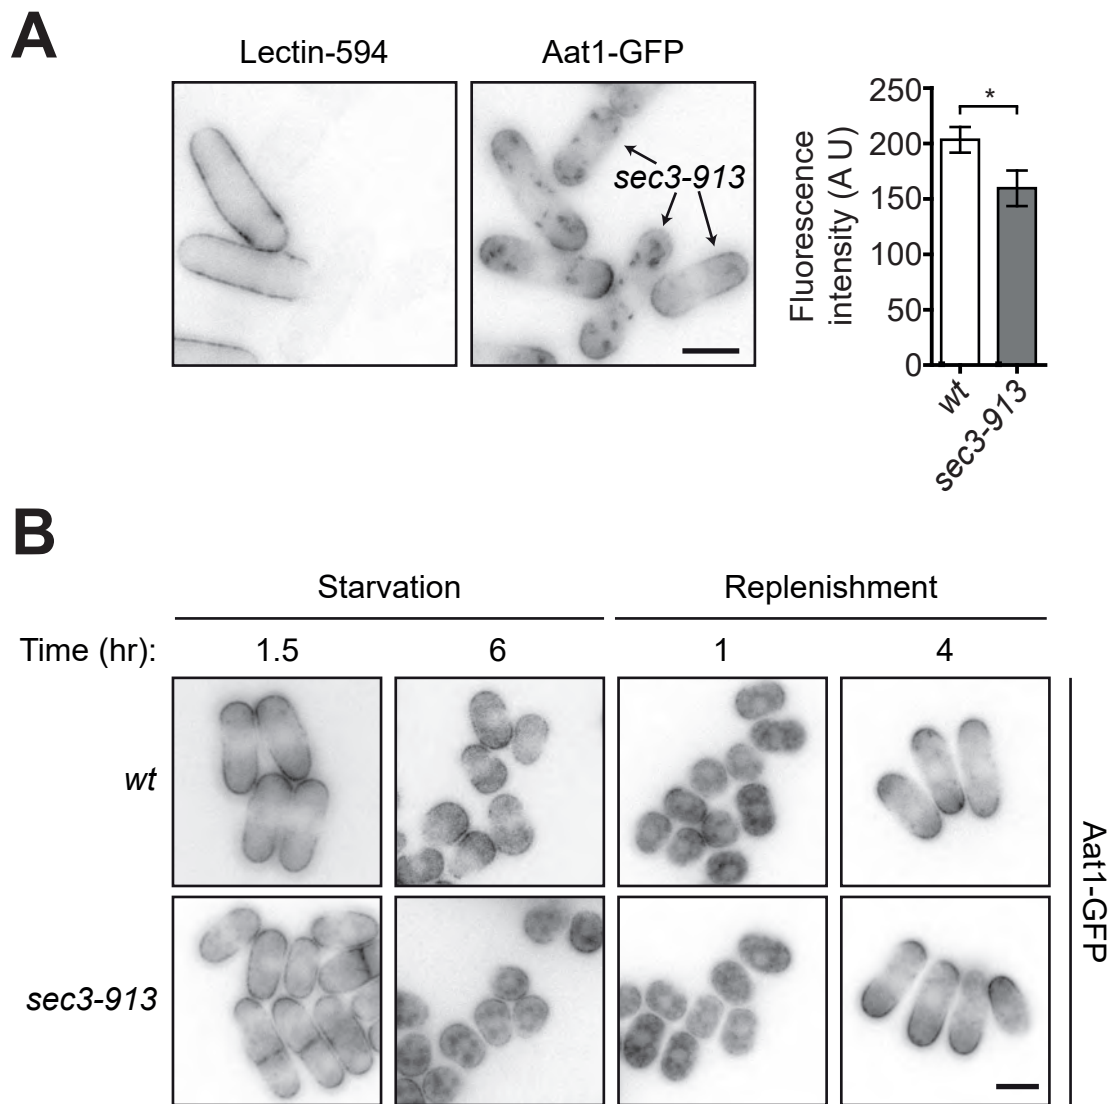 A
Lectin-594
Aat1-GFP
sec3-913
Fluorescence
intensity (A U)
250
200
150
100
50
0
*
wt
sec3-913
B
Starvation
Replenishment
Time (hr):
1.5
6
1
4
wt
sec3-913
Aat1-GFP